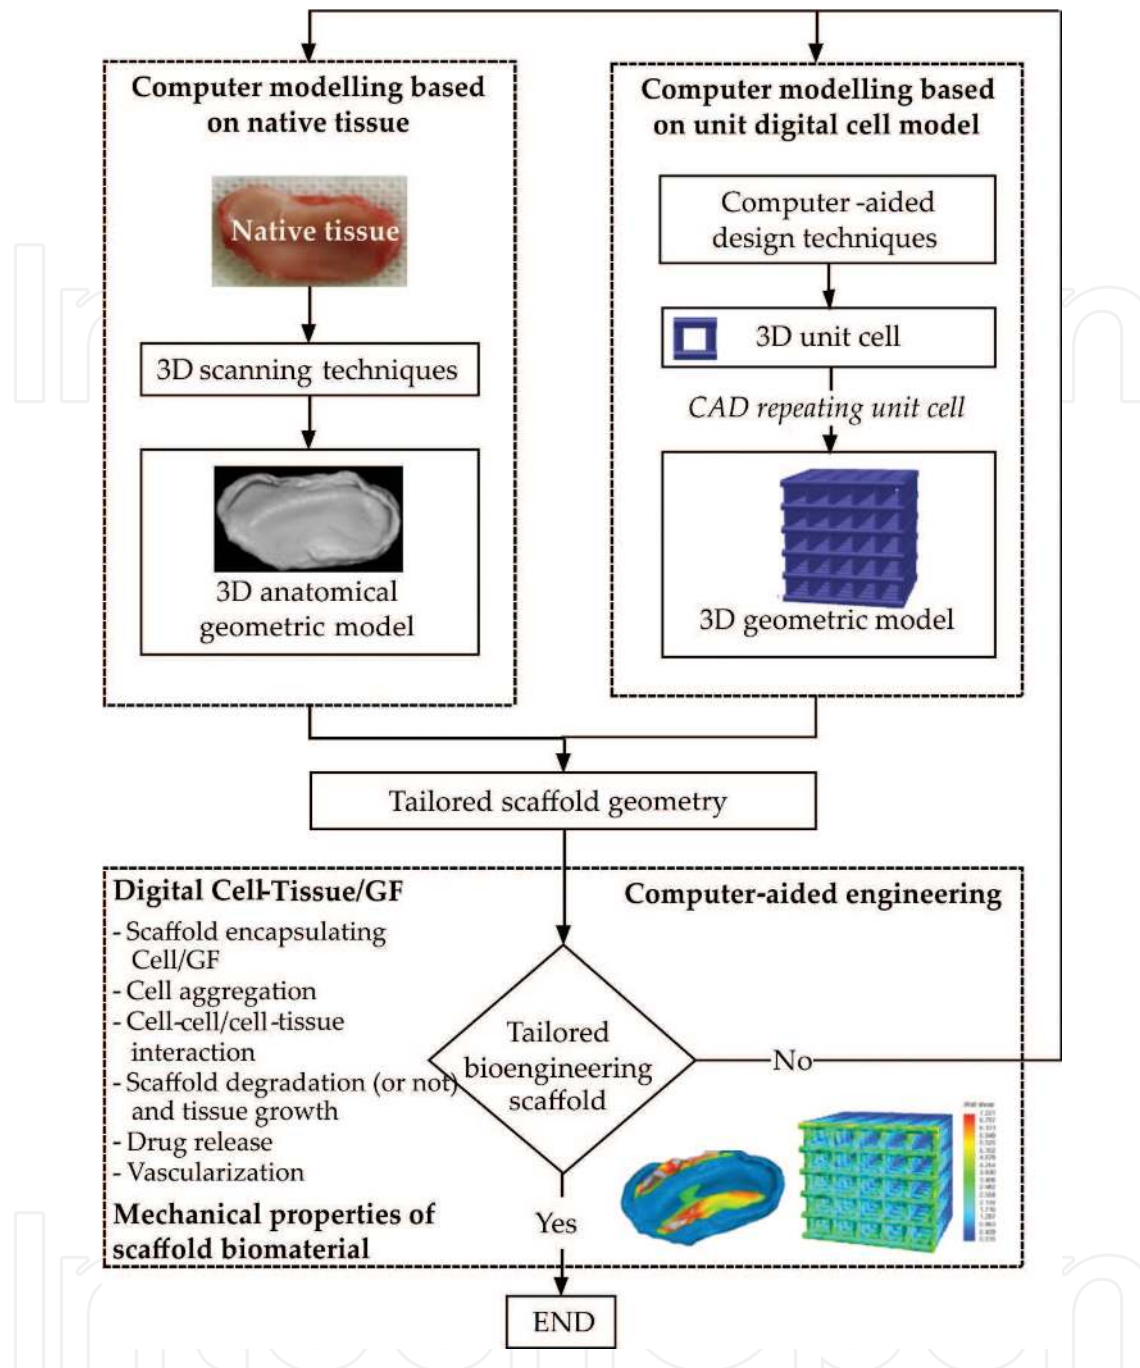 Computer modelling based
on native tissue
Native tissue
3D scanning techniques
3D anatomical
geometric model
Computer modelling based
on unit digital cell model
Computer -aided
design techniques
3D unit cell
CAD repeating unit cell
3D geometric model
Tailored scaffold geometry
Digital Cell-Tissue/GF
- Scaffold encapsulating
Cell/GF
- Cell aggregation
- Cell-cell/cell-tissue
interaction
- Scaffold degradation (or not)
and tissue growth
- Drug release
- Vascularization
Mechanical properties of
scaffold biomaterial
Computer-aided engineering
Tailored
bioengineering
scaffold
No
Yes
END